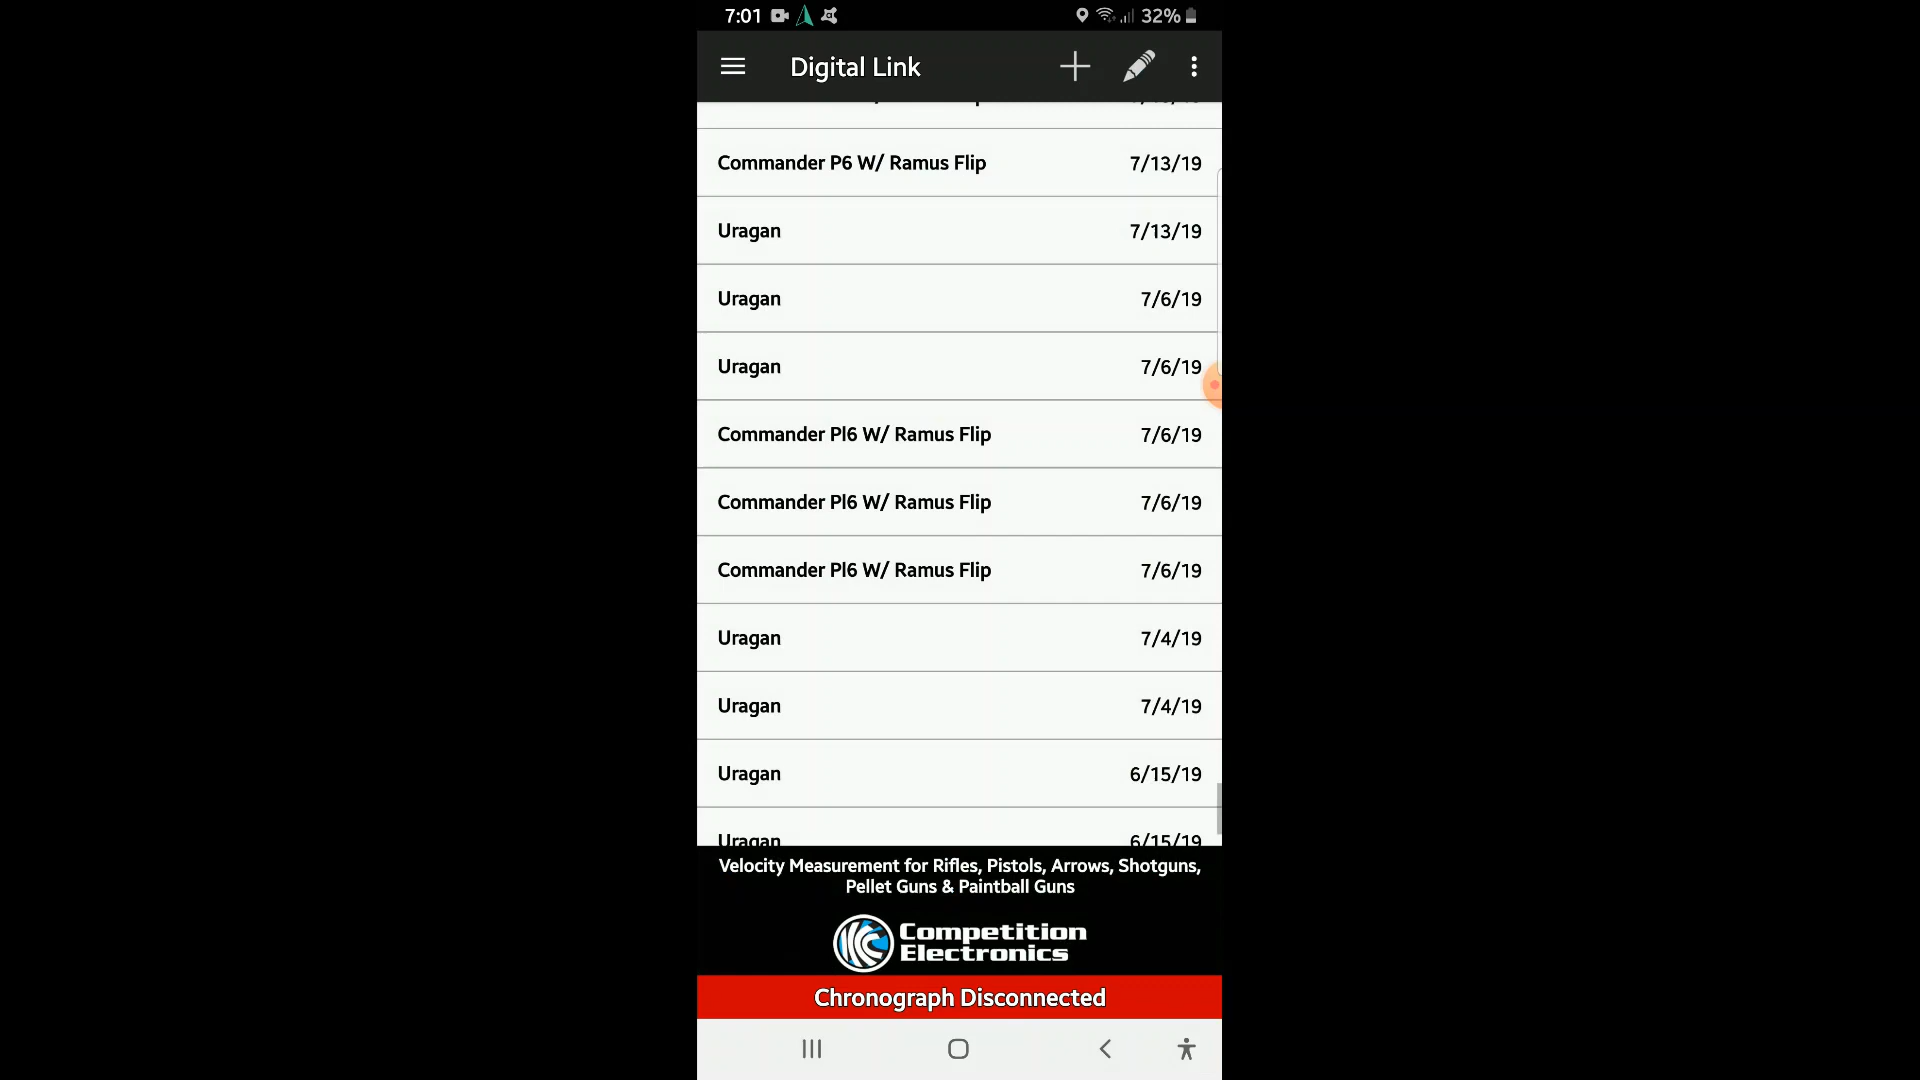 7:01
32%
Digital Link
Commander P6 W/ Ramus Flip 7/13/19
Uragan 7/13/19
Uragan 7/6/19
Uragan 7/6/19
Commander Pl6 W/ Ramus Flip 7/6/19
Commander Pl6 W/ Ramus Flip 7/6/19
Commander Pl6 W/ Ramus Flip 7/6/19
Uragan 7/4/19
Uragan 7/4/19
Uragan 6/15/19
Uragan 6/15/19
Velocity Measurement for Rifles, Pistols, Arrows, Shotguns,
Pellet Guns & Paintball Guns
Competition
Electronics
Chronograph Disconnected